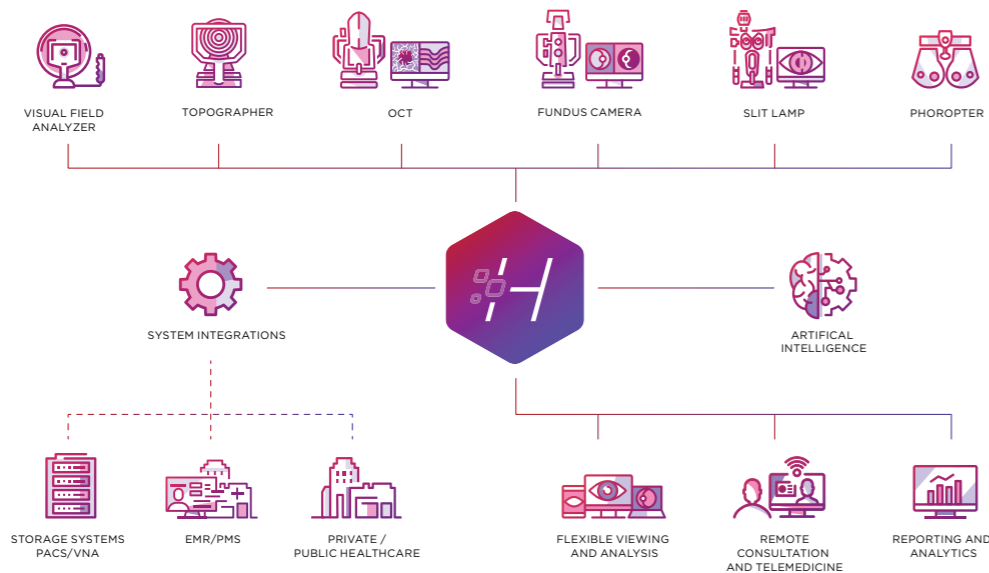 VISUAL FIELD
ANALYZER
TOPOGRAPHER
OCT
FUNDUS CAMERA
SLIT LAMP
PHOROPTER
H
SYSTEM INTEGRATIONS
ARTIFICAL
INTELLIGENCE
STORAGE SYSTEMS
PACS/VNA
EMR/PMS
PRIVATE /
PUBLIC HEALTHCARE
FLEXIBLE VIEWING
AND ANALYSIS
REMOTE
CONSULTATION
AND TELEMEDICINE
REPORTING AND
ANALYTICS